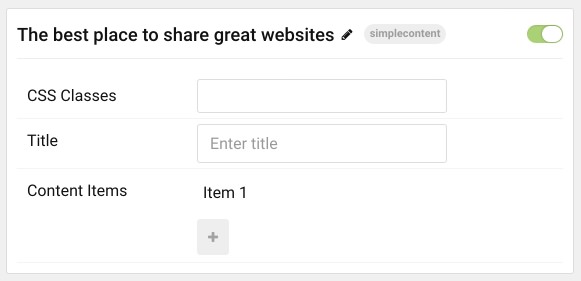 The best place to share great websites simplecontent
CSS Classes
Title Enter title
Content Items Item 1
+